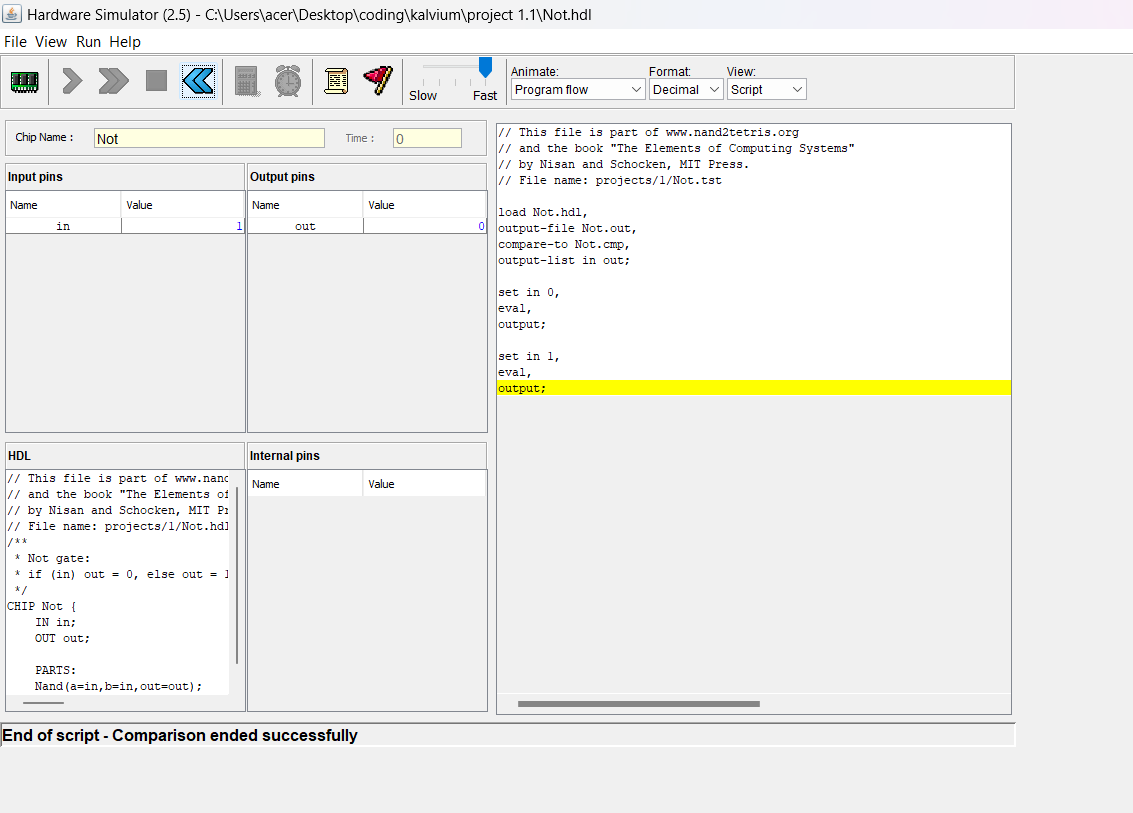 Hardware Simulator (2.5) - C:\Users\acer\Desktop\coding\kalvium\project 1.1\Not.hdl
File View Run Help
Slow Fast
Animate: Format: View:
Program flow Decimal Script
Chip Name : Not Time : 0
Input pins Output pins
Name Value Name Value
in 1 out 0
// This file is part of www.nand2tetris.org
// and the book "The Elements of Computing Systems"
// by Nisan and Schocken, MIT Press.
// File name: projects/1/Not.tst
load Not.hdl,
output-file Not.out,
compare-to Not.cmp,
output-list in out;
set in 0,
eval,
output;
set in 1,
eval,
output;
HDL
// This file is part of www.nand
// and the book "The Elements of
// by Nisan and Schocken, MIT Pr
// File name: projects/1/Not.hdl
/**
* Not gate:
* if (in) out = 0, else out = 1
*/
CHIP Not {
IN in;
OUT out;
PARTS:
Nand(a=in,b=in,out=out);
Internal pins
Name Value
End of script - Comparison ended successfully